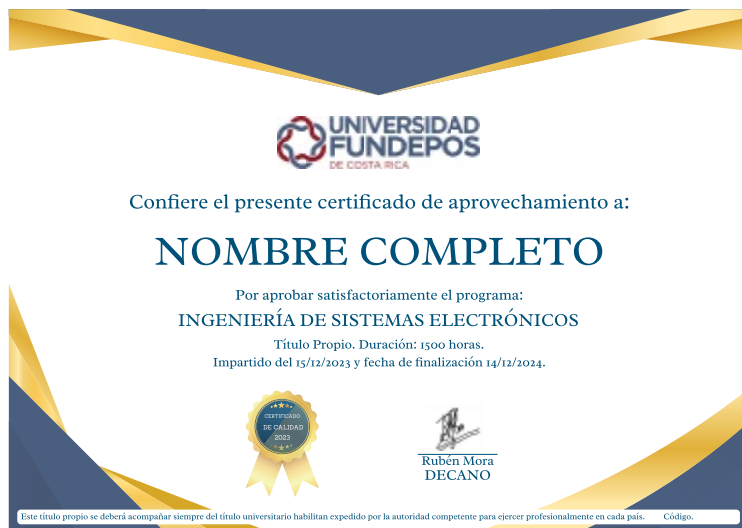 UNIVERSIDAD
FUNDEPOS
DE COSTA RICA
Confiere el presente certificado de aprovechamiento a:
NOMBRE COMPLETO
Por aprobar satisfactoriamente el programa:
INGENIERÍA DE SISTEMAS ELECTRÓNICOS
Título Propio. Duración: 1500 horas.
Impartido del 15/12/2023 y fecha de finalización 14/12/2024.
CERTIFICADO
DE CALIDAD
2023
Rubén Mora
DECANO
Este título propio se deberá acompañar siempre del título universitario habilitan expedido por la autoridad competente para ejercer profesionalmente en cada país. Código.